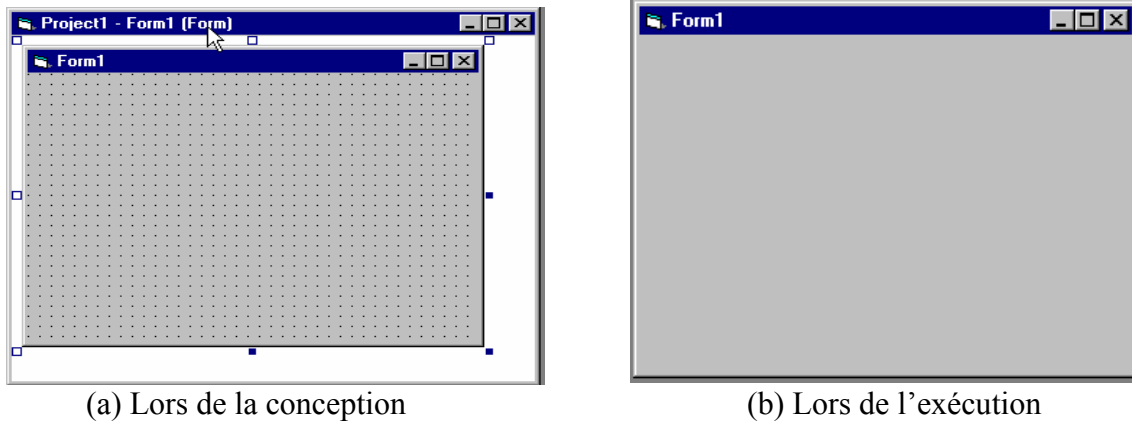 Project1 - Form1 (Form)
Form1
Form1
(a) Lors de la conception
(b) Lors de l’exécution